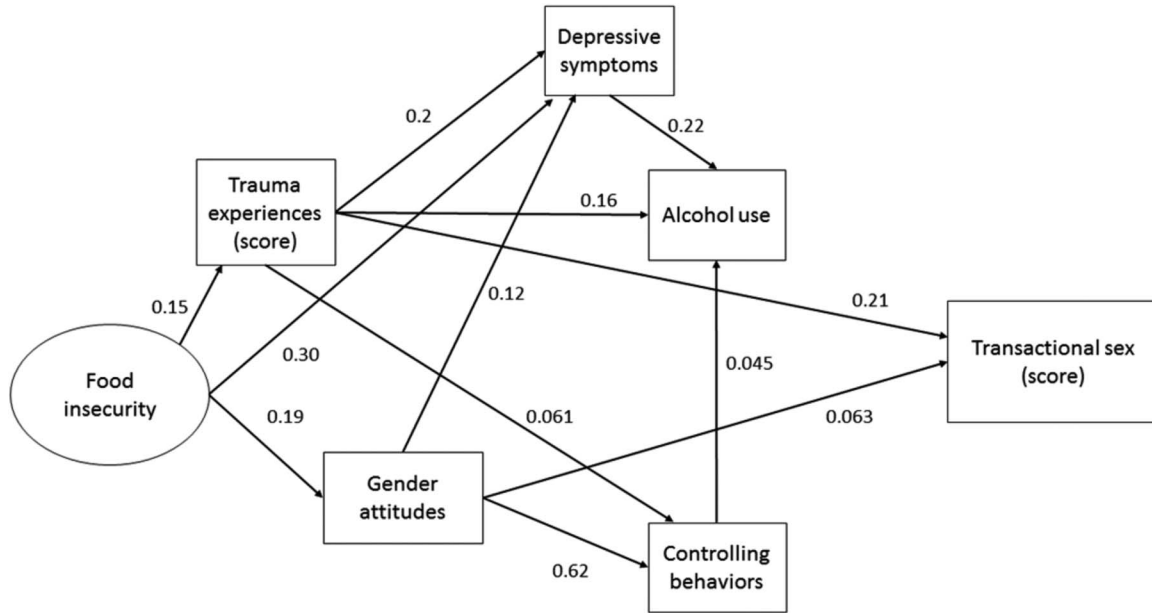 Depressive
symptoms
0.2
0.22
Trauma
experiences
(score)
0.16
Alcohol use
0.15
0.12
0.21
Food
insecurity
0.30
0.045
Transactional sex
(score)
0.19
0.061
0.063
Gender
attitudes
0.62
Controlling
behaviors